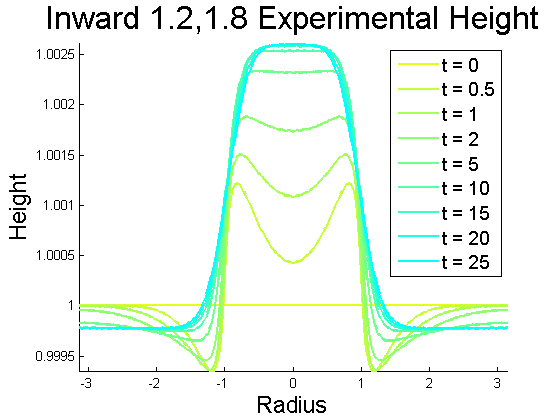 Inward 1.2,1.8 Experimental Height
1.0025
1.002
1.0015
1.001
1.0005
1
0.9995
Height
t = 0
t = 0.5
t = 1
t = 2
t = 5
t = 10
t = 15
t = 20
t = 25
-3
-2
-1
0
1
2
3
Radius